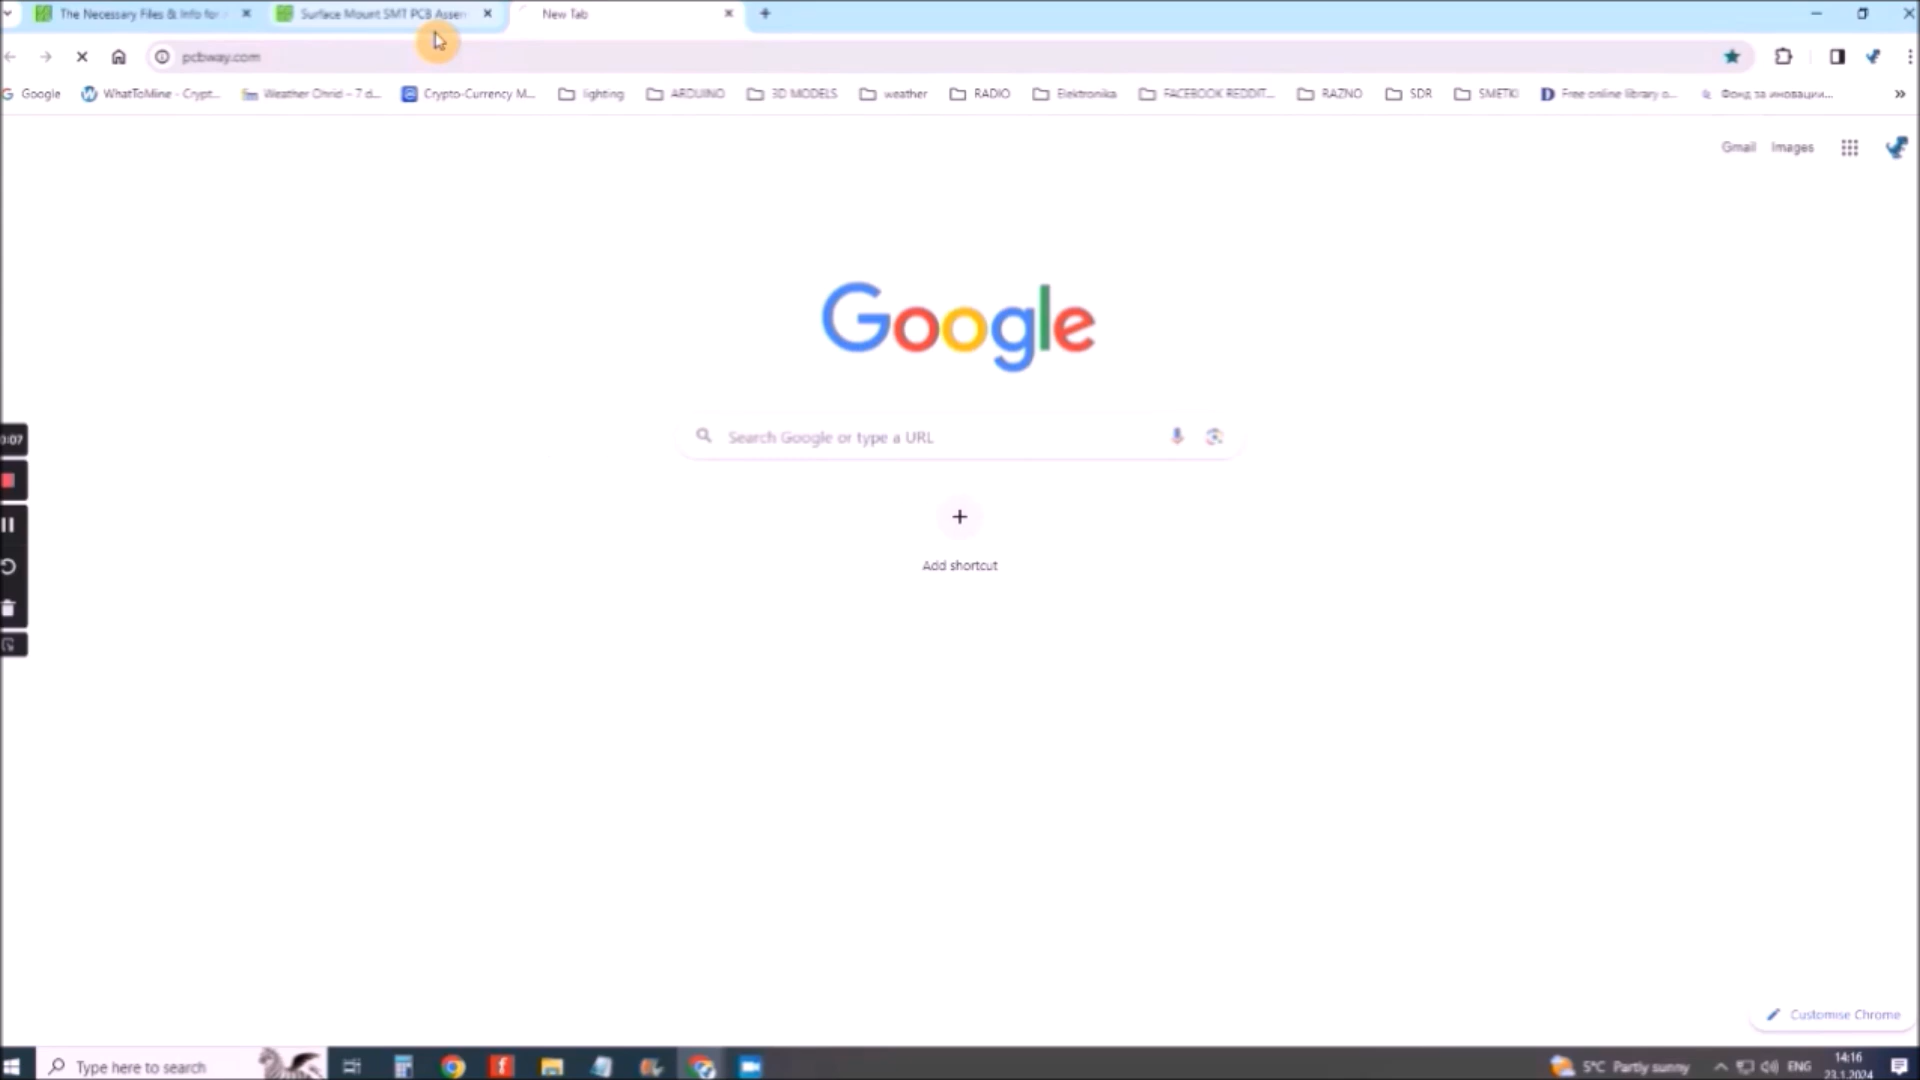 The Necessary Files & Info for
Surface Mount SMT PCB Assem
New Tab
pcbway.com
Google
WhatToMine - Crypt...
Weather Ohrid – 7 d...
Crypto-Currency M...
lighting
ARDUINO
3D MODELS
weather
RADIO
Elektronika
FACEBOOK REDDIT...
RAZNO
SDR
SMETKI
Free online library o...
Фонд за иновации...
»
Gmail
Images
Google
Search Google or type a URL
Add shortcut
0:07
Customise Chrome
Type here to search
5°C Partly sunny
ENG
14:16
23.1.2024